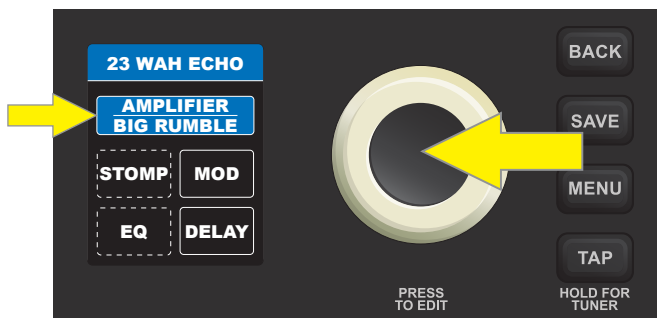 23 WAH ECHO
AMPLIFIER
BIG RUMBLE
STOMP MOD
EQ DELAY
PRESS
TO EDIT
BACK
SAVE
MENU
TAP
HOLD FOR
TUNER